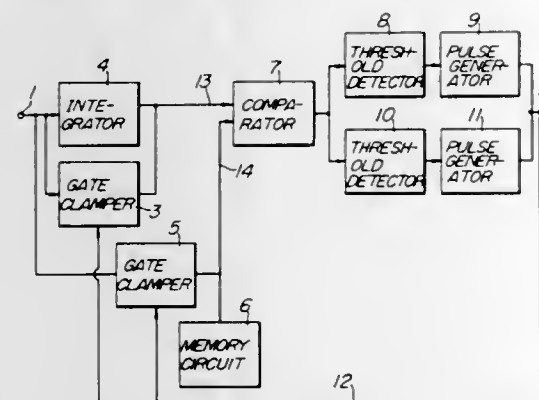 8
9
THRESH-
OLD
DETECTOR
PULSE
GENER-
ATOR
4
7
1
INTE-
GRATOR
13
COMPA-
RATOR
10
11
THRESH-
OLD
DETECTOR
PULSE
GENER-
ATOR
14
GATE
CLAMPER
3
5
GATE
CLAMPER
6
MEMORY
CIRCUIT
12